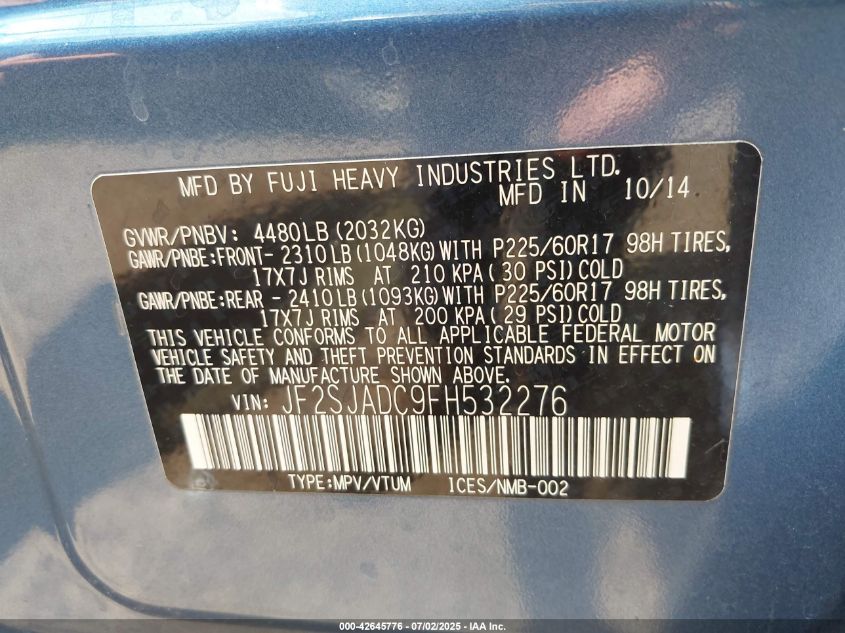 MFD BY FUJI HEAVY INDUSTRIES LTD.
MFD IN 10/14
GVWR/PNBV: 4480LB (2032KG)
GAWR/PNBE:FRONT- 2310LB (1048KG) WITH P225/60R17 98H TIRES,
17X7J RIMS AT 210 KPA ( 30 PSI) COLD
GAWR/PNBE:REAR - 2410LB (1093KG) WITH P225/60R17 98H TIRES,
17X7J RIMS AT 200 KPA ( 29 PSI) COLD
THIS VEHICLE CONFORMS TO ALL APPLICABLE FEDERAL MOTOR
VEHICLE SAFETY AND THEFT PREVENTION STANDARDS IN EFFECT ON
THE DATE OF MANUFACTURE SHOWN ABOVE.
VIN: JF2SJADC9FH532276
TYPE:MPV/VTUM ICES/NMB-002
000-42645776 - 07/02/2025 - IAA Inc.